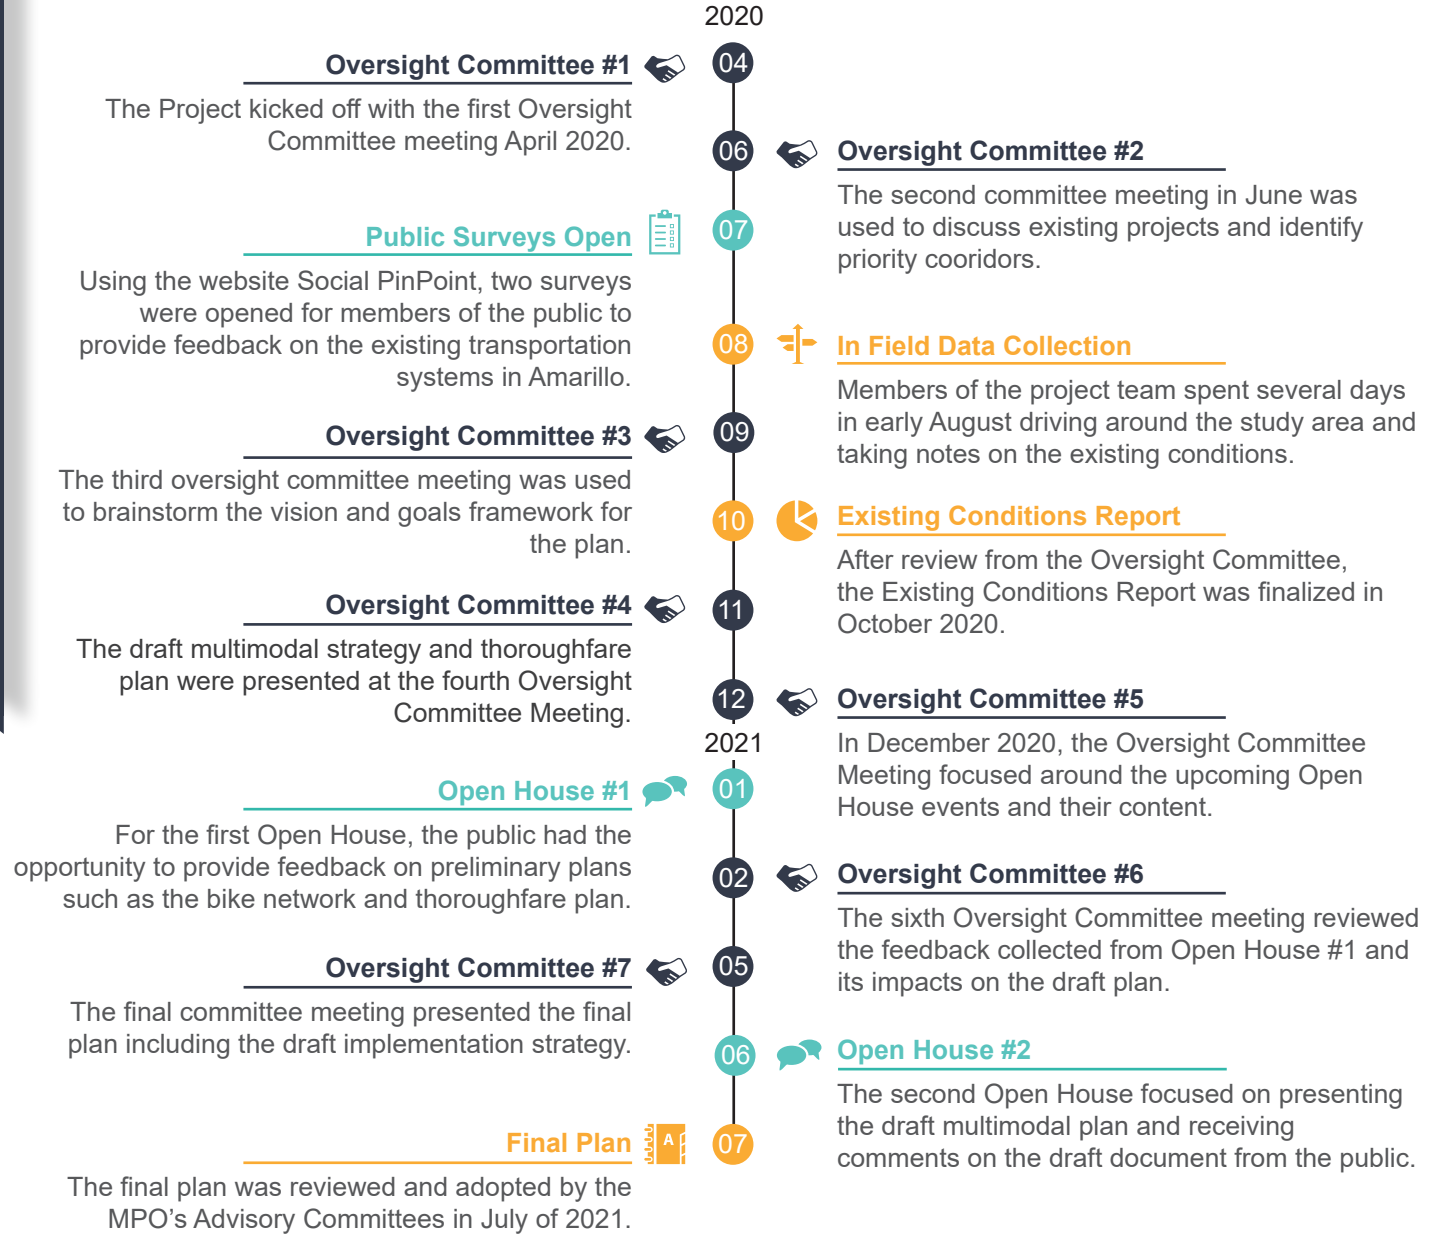 2020
04
Oversight Committee #1
The Project kicked off with the first Oversight
Committee meeting April 2020.
06
Oversight Committee #2
The second committee meeting in June was
used to discuss existing projects and identify
priority cooridors.
07
Public Surveys Open
Using the website Social PinPoint, two surveys
were opened for members of the public to
provide feedback on the existing transportation
systems in Amarillo.
08
In Field Data Collection
Members of the project team spent several days
in early August driving around the study area and
taking notes on the existing conditions.
09
Oversight Committee #3
The third oversight committee meeting was used
to brainstorm the vision and goals framework for
the plan.
10
Existing Conditions Report
After review from the Oversight Committee,
the Existing Conditions Report was finalized in
October 2020.
11
Oversight Committee #4
The draft multimodal strategy and thoroughfare
plan were presented at the fourth Oversight
Committee Meeting.
12
Oversight Committee #5
In December 2020, the Oversight Committee
Meeting focused around the upcoming Open
House events and their content.
2021
01
Open House #1
For the first Open House, the public had the
opportunity to provide feedback on preliminary plans
such as the bike network and thoroughfare plan.
02
Oversight Committee #6
The sixth Oversight Committee meeting reviewed
the feedback collected from Open House #1 and
its impacts on the draft plan.
05
Oversight Committee #7
The final committee meeting presented the final
plan including the draft implementation strategy.
06
Open House #2
The second Open House focused on presenting
the draft multimodal plan and receiving
comments on the draft document from the public.
07
Final Plan
A
The final plan was reviewed and adopted by the
MPO’s Advisory Committees in July of 2021.